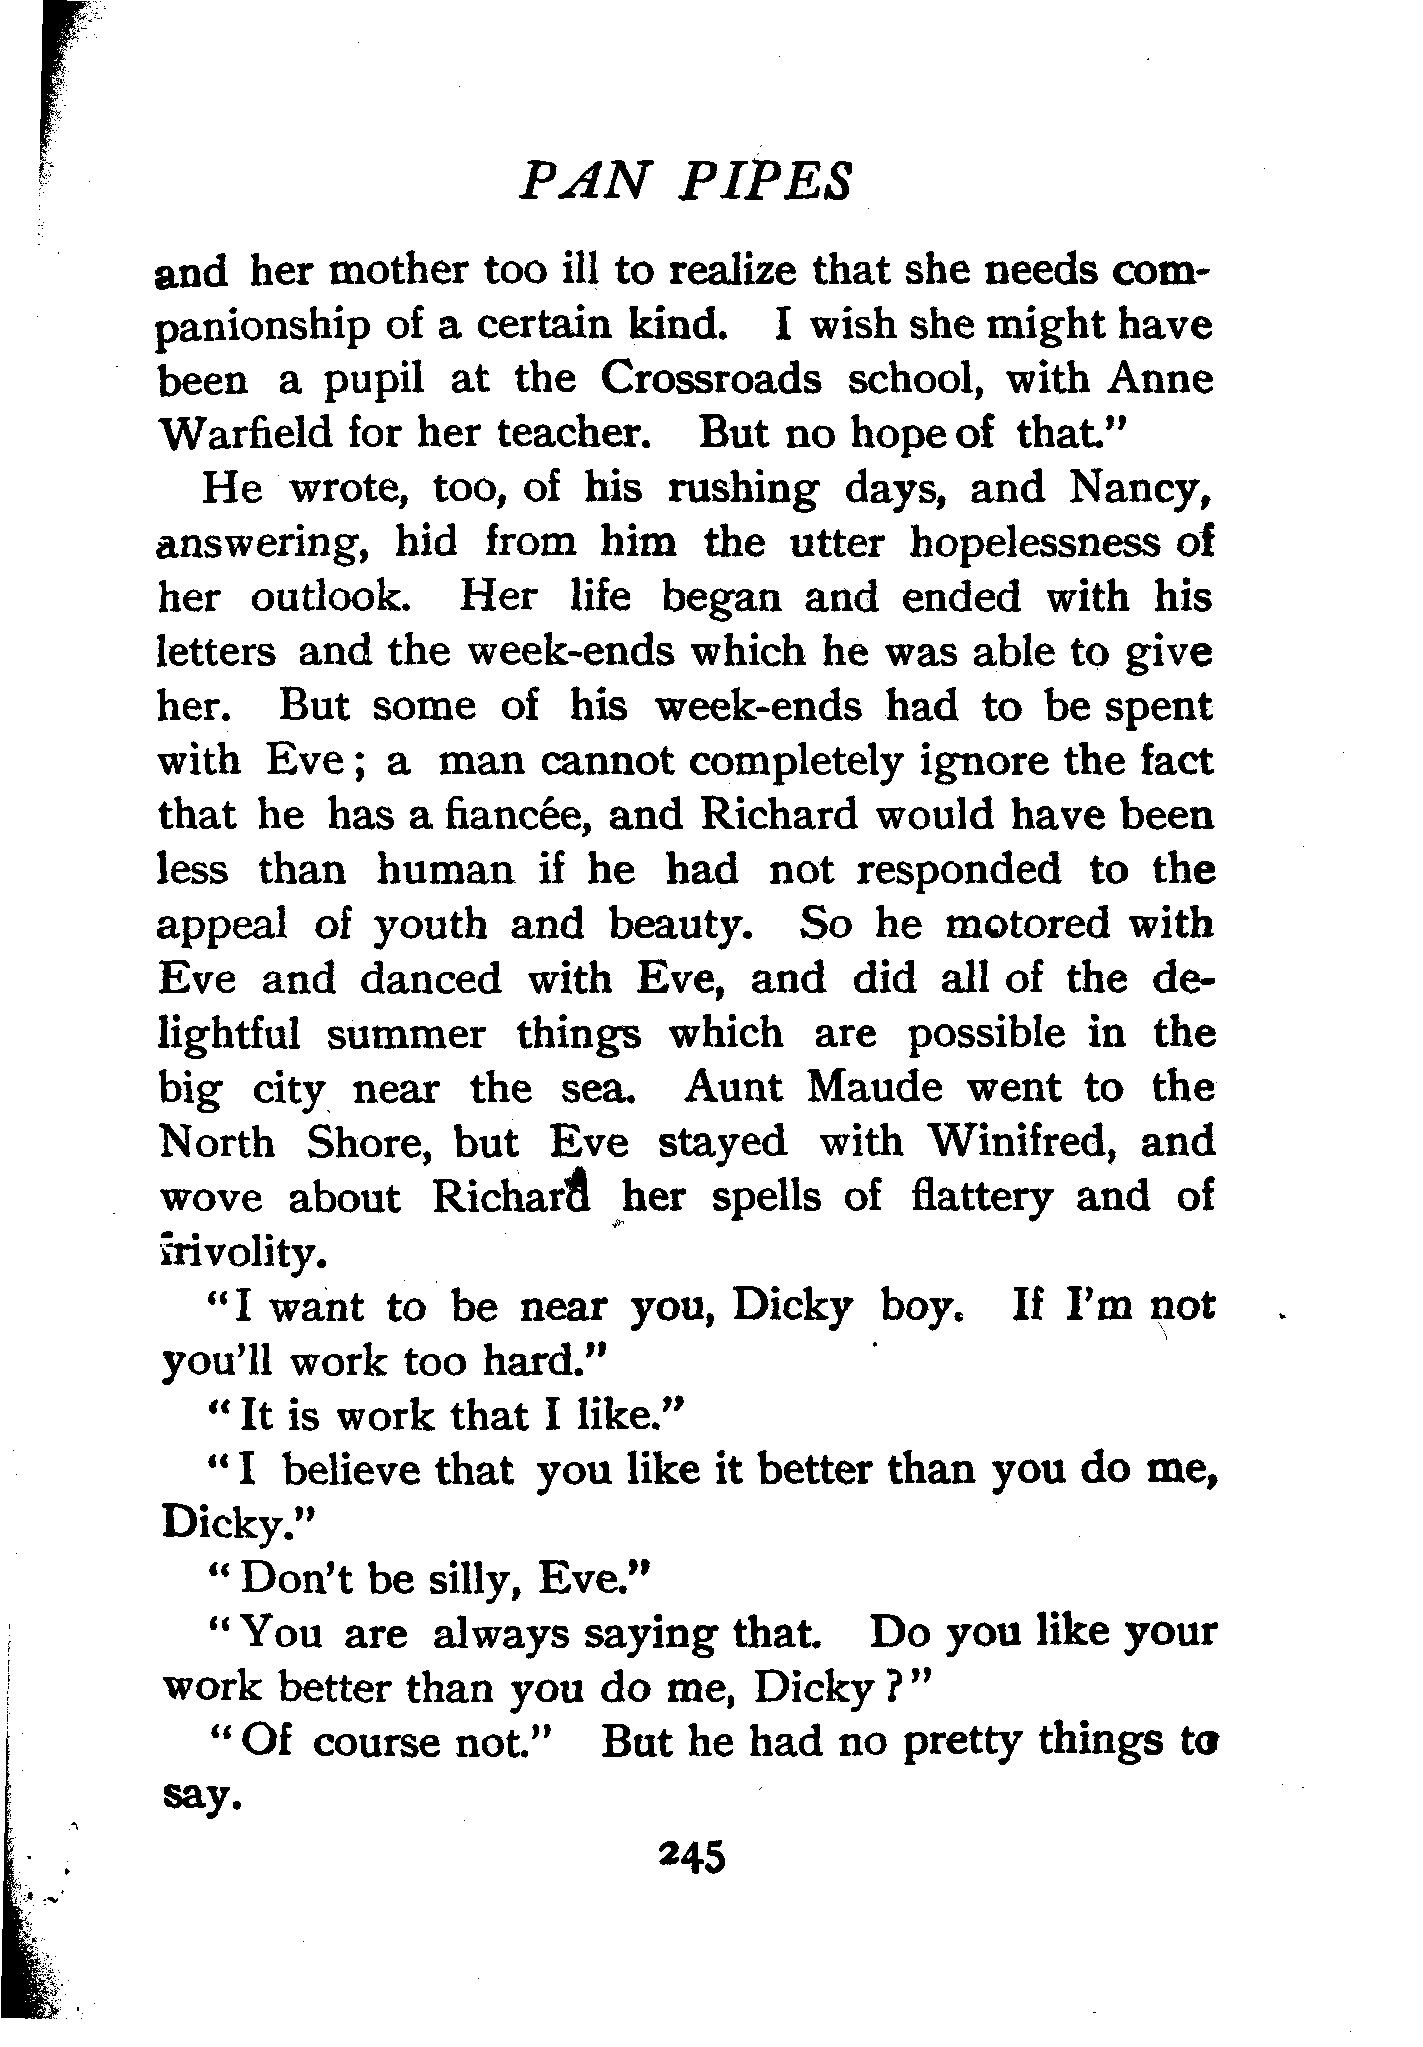 PAN PIPES
and her mother too ill to realize that she needs com-
panionship of a certain kind. I wish she might have
been a pupil at the Crossroads school, with Anne
Warfield for her teacher. But no hope of that."
He wrote, too, of his rushing days, and Nancy,
answering, hid from him the utter hopelessness of
her outlook. Her life began and ended with his
letters and the week-ends which he was able to give
her. But some of his week-ends had to be spent
with Eve; a man cannot completely ignore the fact
that he has a fiancée, and Richard would have been
less than human if he had not responded to the
appeal of youth and beauty. So he motored with
Eve and danced with Eve, and did all of the de-
lightful summer things which are possible in the
big city near the sea. Aunt Maude went to the
North Shore, but Eve stayed with Winifred, and
wove about Richard her spells of flattery and of
frivolity.
"I want to be near you, Dicky boy. If I'm not
you'll work too hard."
"It is work that I like."
"I believe that you like it better than you do me,
Dicky."
"Don't be silly, Eve."
"You are always saying that. Do you like your
work better than you do me, Dicky?"
"Of course not." But he had no pretty things to
say.
245